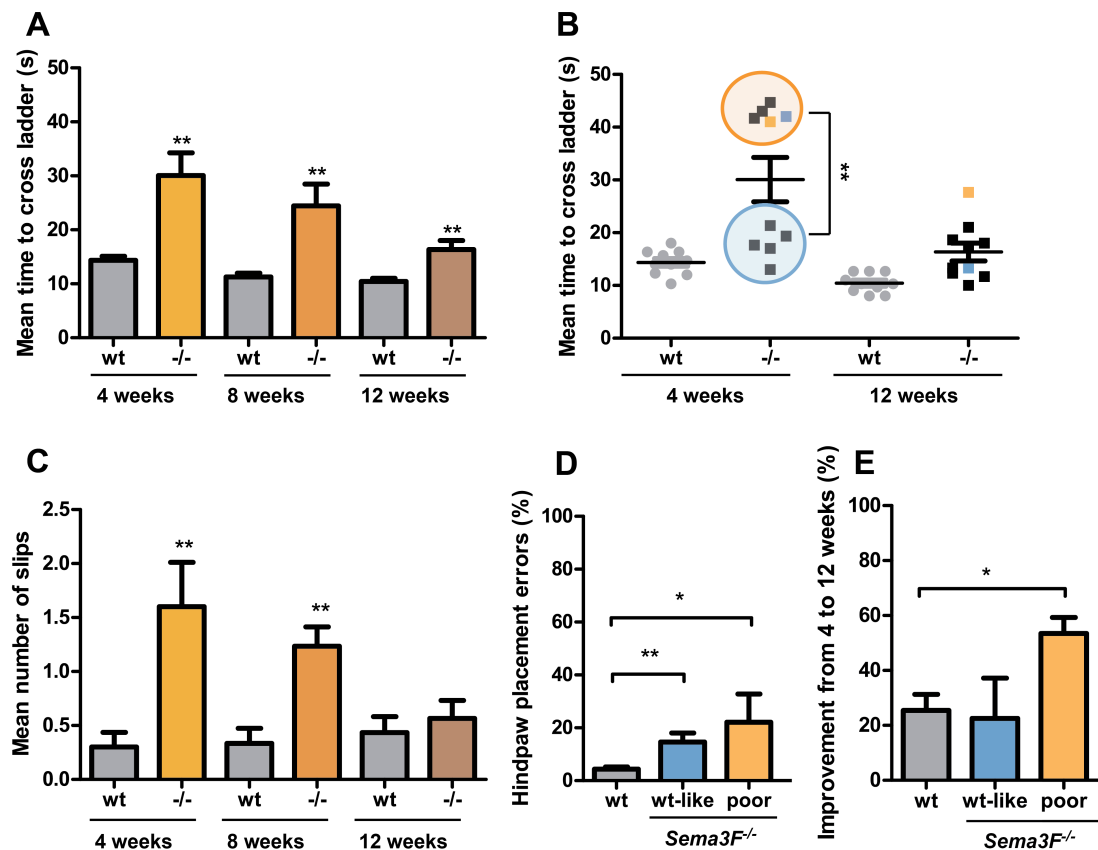 A
Mean time to cross ladder (s)
50
40
30
20
10
0
**
**
**
wt
-/-
wt
-/-
wt
-/-
4 weeks
8 weeks
12 weeks
B
Mean time to cross ladder (s)
50
40
30
20
10
0
**
wt
-/-
wt
-/-
4 weeks
12 weeks
C
Mean number of slips
2.5
2.0
1.5
1.0
0.5
0.0
**
**
wt
-/-
wt
-/-
wt
-/-
4 weeks
8 weeks
12 weeks
D
Hindpaw placement errors (%)
100
80
60
40
20
0
*
**
wt
wt-like
poor
Sema3F-/-
E
Improvement from 4 to 12 weeks (%)
100
80
60
40
20
0
*
wt
wt-like
poor
Sema3F-/-